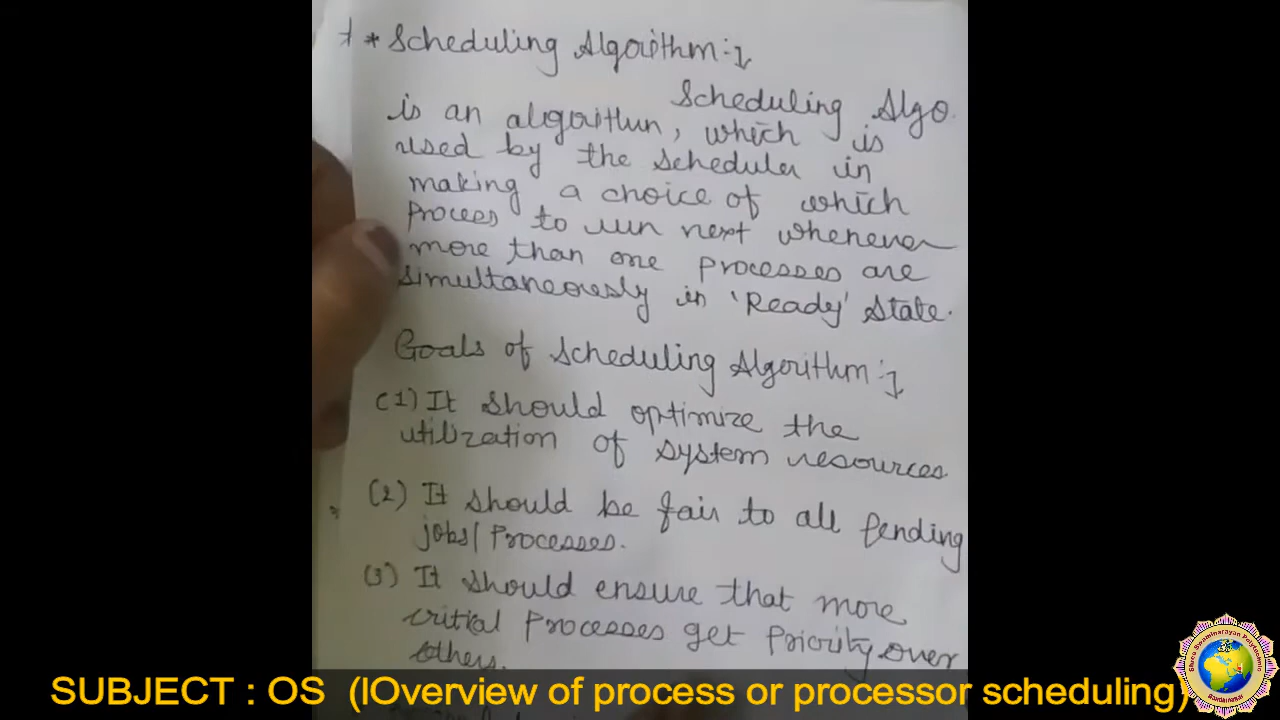 * Scheduling Algorithm :-
Scheduling Algo.
is an algorithm, which is
used by the scheduler in
making a choice of which
Process to run next whenever
more than one processes are
simultaneously in 'Ready' State.
Goals of Scheduling Algorithm :-
(1) It should optimize the
utilization of system resources
(2) It should be fair to all Pending
jobs/Processes.
(3) It should ensure that more
critical Processes get Priority over
others.
SUBJECT : OS (IOverview of process or processor scheduling)